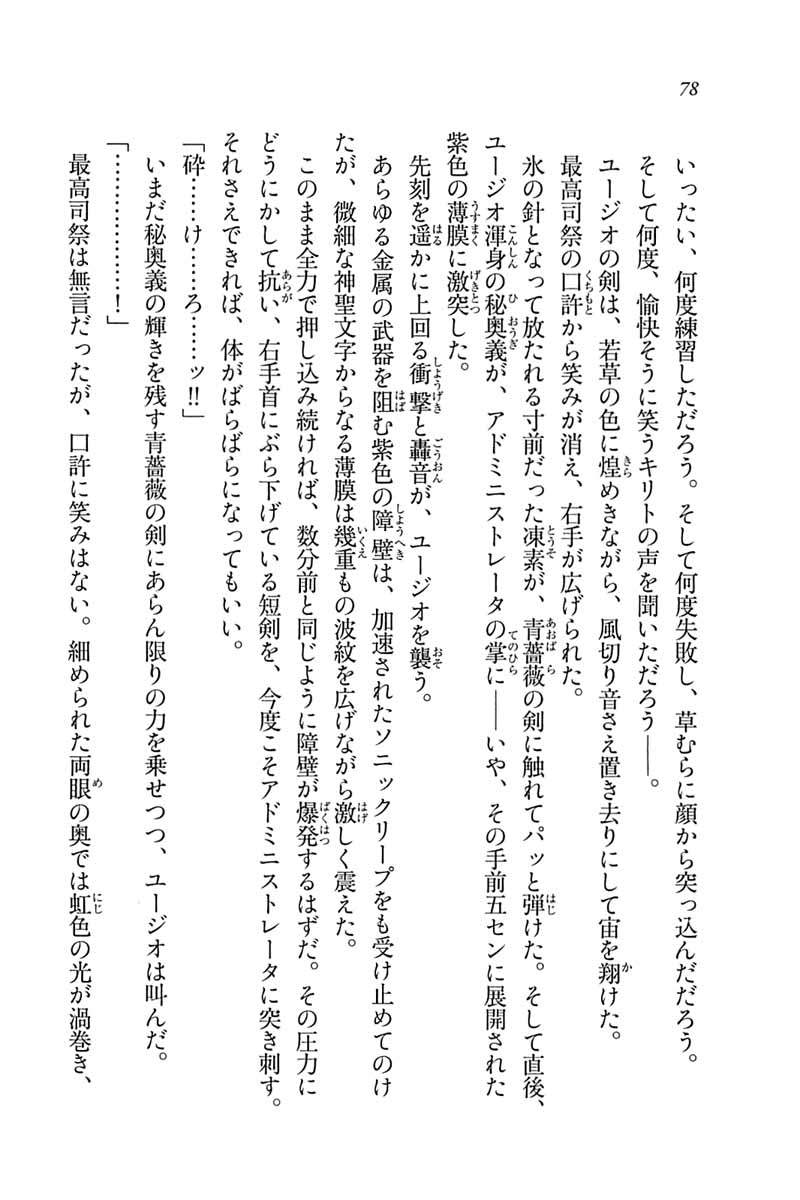 78
いったい、何度練習しただろう。そして何度失敗し、草むらに顔から突っ込んだだろう。
そして何度、愉快そうに笑うキリトの声を聞いただろう――。
ユージオの剣は、若草の色に煌めきながら、風切り音さえ置き去りにして宙を翔けた。
最高司祭の口許から笑みが消え、右手が広げられた。
氷の針となって放たれる寸前だった凍素が、青薔薇の剣に触れてパッと弾けた。そして直後、
ユージオ渾身の秘奥義が、アドミニストレータの掌に――いや、その手前五センに展開された
紫色の薄膜に激突した。
先刻を遥かに上回る衝撃と轟音が、ユージオを襲う。
あらゆる金属の武器を阻む紫色の障壁は、加速されたソニックリープをも受け止めてのけ
たが、微細な神聖文字からなる薄膜は幾重もの波紋を広げながら激しく震えた。
このまま全力で押し込み続ければ、数分前と同じように障壁が爆発するはずだ。その圧力に
どうにかして抗い、右手首にぶら下げている短剣を、今度こそアドミニストレータに突き刺す。
それさえできれば、体がばらばらになってもいい。
「砕……け……ろ……ッ!!」
いまだ秘奥義の輝きを残す青薔薇の剣にあらん限りの力を乗せつつ、ユージオは叫んだ。
「………………！」
最高司祭は無言だったが、口許に笑みはない。細められた両眼の奥では虹色の光が渦巻き、